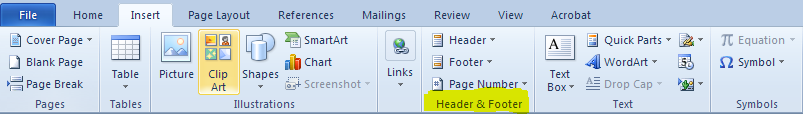 File Home Insert Page Layout References Mailings Review View Acrobat
Cover Page
Blank Page
Page Break
Pages
Table
Tables
Picture
Clip Art
Shapes
SmartArt
Chart
Screenshot
Illustrations
Links
Header
Footer
Page Number
Header & Footer
Text Box
Quick Parts
WordArt
Drop Cap
Text
Equation
Symbol
Symbols